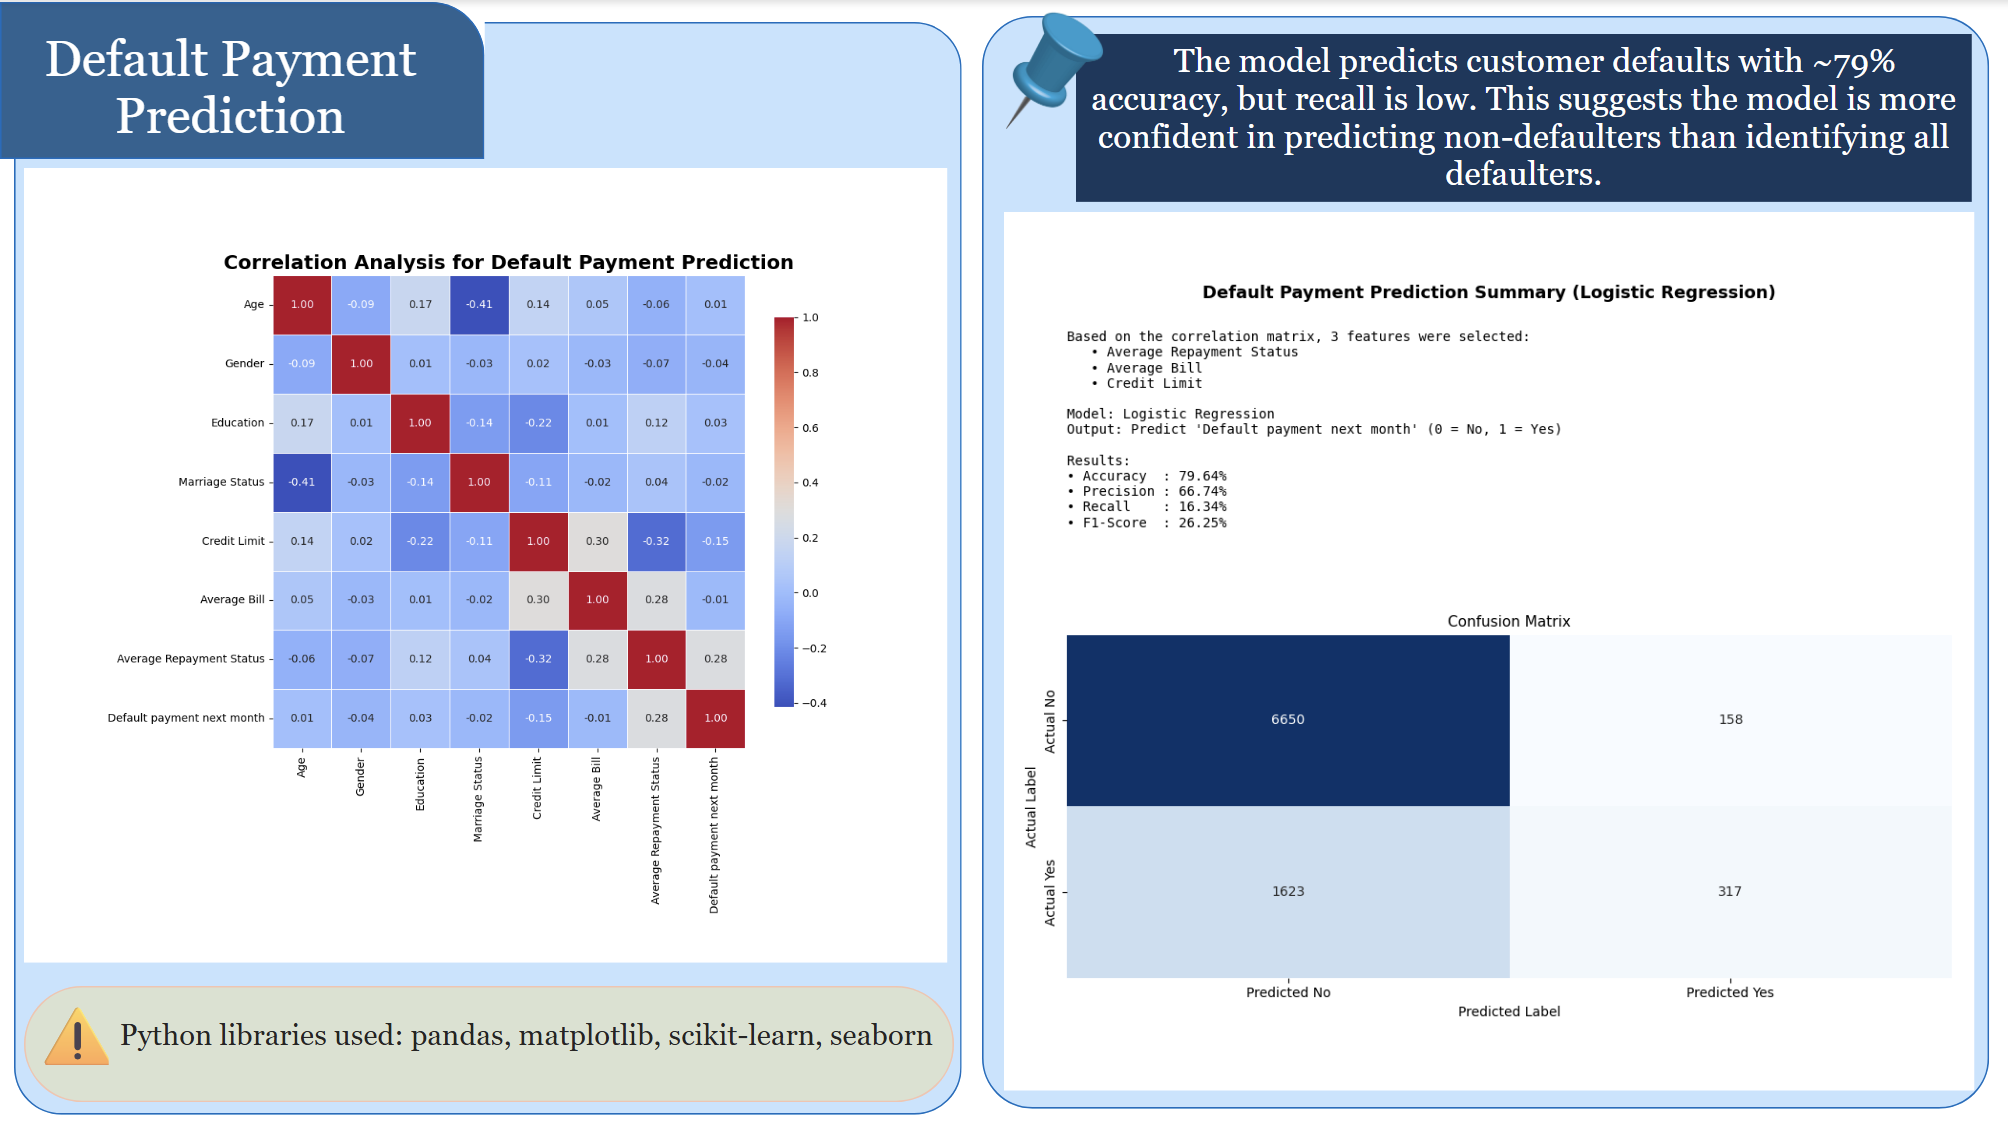 Default Payment
Prediction
Correlation Analysis for Default Payment Prediction
Age 1.00 -0.09 0.17 -0.41 0.14 0.05 -0.06 0.01
Gender -0.09 1.00 0.01 -0.03 0.02 -0.03 -0.07 -0.04
Education 0.17 0.01 1.00 -0.14 -0.22 0.01 0.12 0.03
Marriage Status -0.41 -0.03 -0.14 1.00 -0.11 -0.02 0.04 -0.02
Credit Limit 0.14 0.02 -0.22 -0.11 1.00 0.30 -0.32 -0.15
Average Bill 0.05 -0.03 0.01 -0.02 0.30 1.00 0.28 -0.01
Average Repayment Status -0.06 -0.07 0.12 0.04 -0.32 0.28 1.00 0.28
Default payment next month 0.01 -0.04 0.03 -0.02 -0.15 -0.01 0.28 1.00
Age
Gender
Education
Marriage Status
Credit Limit
Average Bill
Average Repayment Status
Default payment next month
1.0
0.8
0.6
0.4
0.2
0.0
−0.2
−0.4
Python libraries used: pandas, matplotlib, scikit-learn, seaborn
The model predicts customer defaults with ~79%
accuracy, but recall is low. This suggests the model is more
confident in predicting non-defaulters than identifying all
defaulters.
Default Payment Prediction Summary (Logistic Regression)
Based on the correlation matrix, 3 features were selected:
• Average Repayment Status
• Average Bill
• Credit Limit
Model: Logistic Regression
Output: Predict 'Default payment next month' (0 = No, 1 = Yes)
Results:
• Accuracy : 79.64%
• Precision : 66.74%
• Recall : 16.34%
• F1-Score : 26.25%
Confusion Matrix
Actual Label
Actual No
6650 158
Actual Yes
1623 317
Predicted No Predicted Yes
Predicted Label